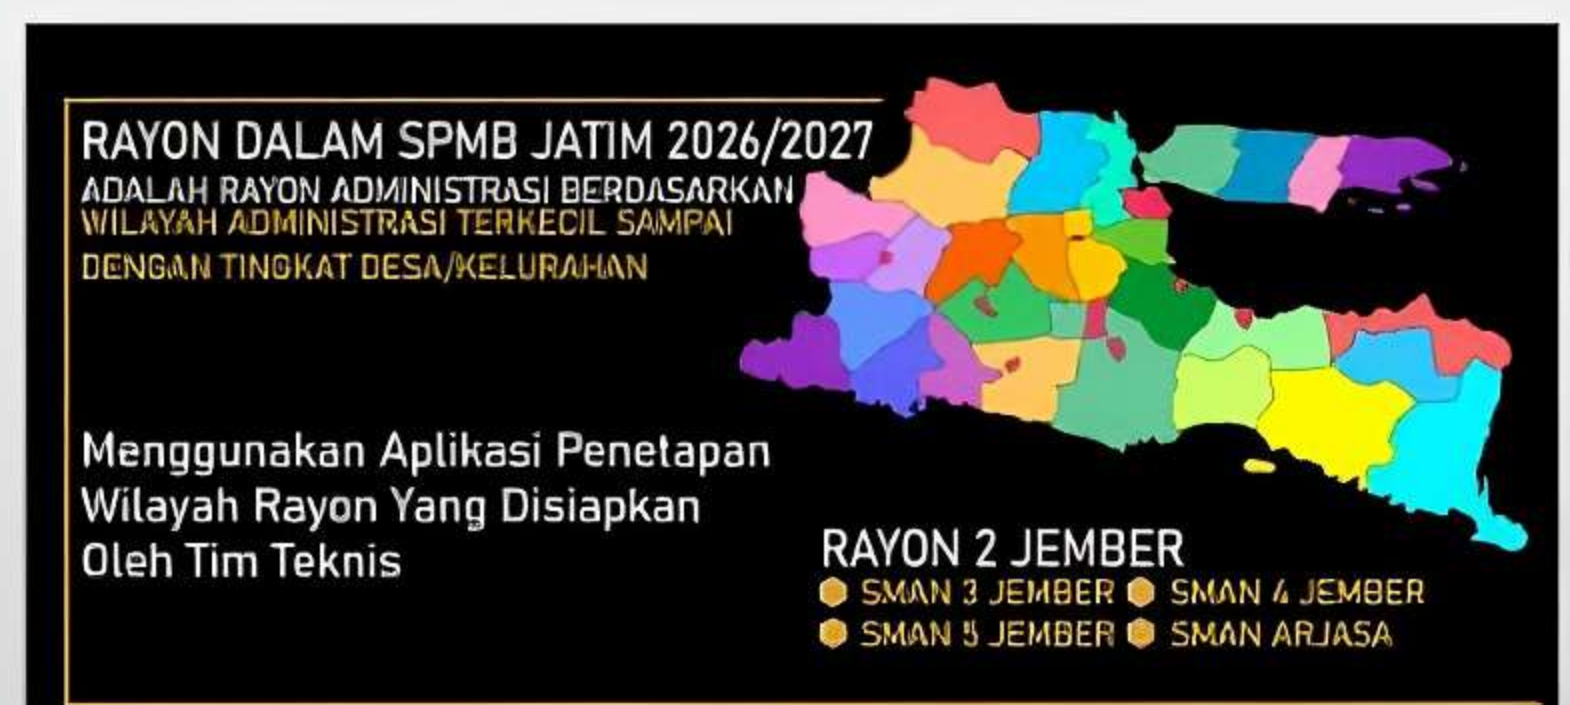 RAYON DALAM SPMB JATIM 2026/2027
ADALAH RAYON ADMINISTRASI BERDASARKAN
WILAYAH ADMINISTRASI TERKECIL SAMPAI
DENGAN TINGKAT DESA/KELURAHAN
Menggunakan Aplikasi Penetapan
Wilayah Rayon Yang Disiapkan
Oleh Tim Teknis
RAYON 2 JEMBER
SMAN 3 JEMBER SMAN 4 JEMBER
SMAN 5 JEMBER SMAN ARJASA